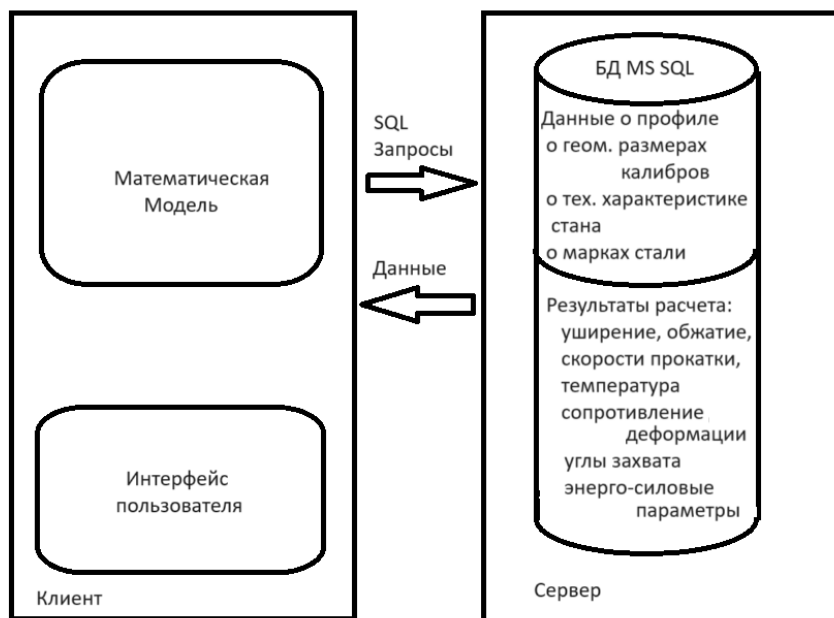 Математическая
Модель
Интерфейс
пользователя
Клиент
SQL
Запросы
Данные
БД MS SQL
Данные о профиле
о геом. размерах
калибров
о тех. характеристике
стана
о марках стали
Результаты расчета:
уширение, обжатие,
скорости прокатки,
температура
сопротивление
деформации
углы захвата
энерго-силовые
параметры
Сервер